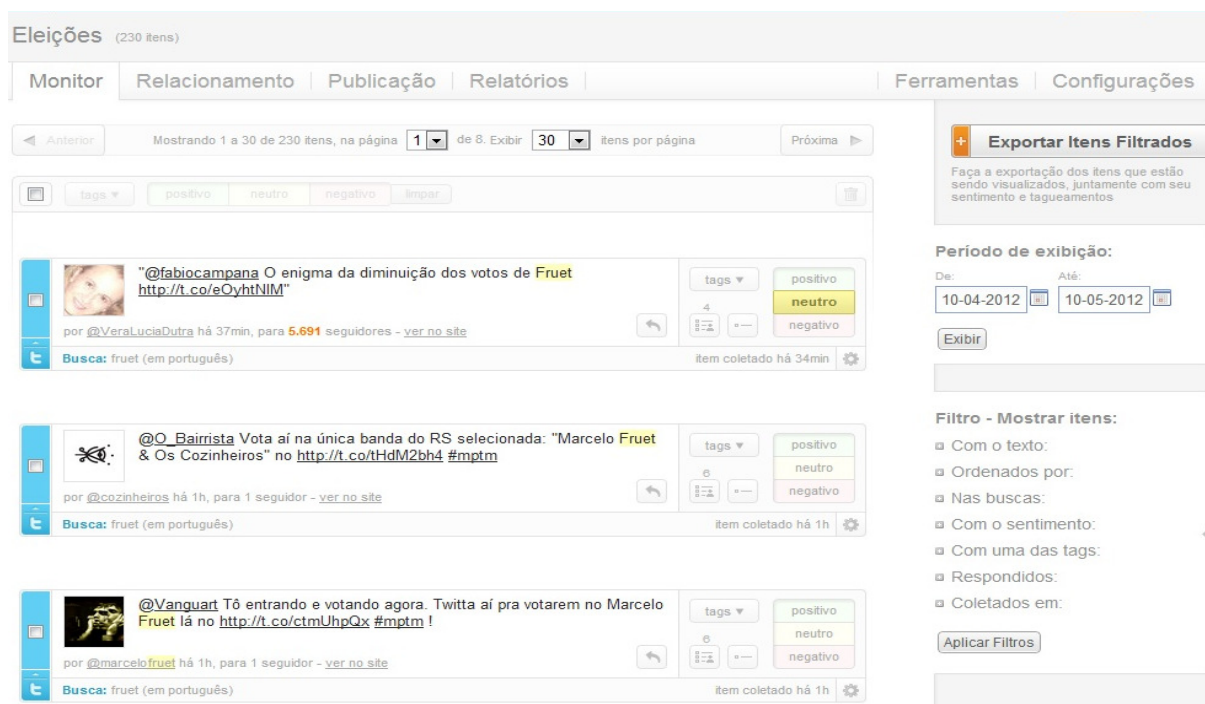 Eleições (230 itens)
Monitor Relacionamento Publicação Relatórios Ferramentas Configurações
Anterior Mostrando 1 a 30 de 230 itens, na página 1 de 8. Exibir 30 itens por página Próxima
tags positivo neutro negativo limpar
+ Exportar Itens Filtrados
Faça a exportação dos itens que estão
sendo visualizados, juntamente com seu
sentimento e tagueamentos
"@fabiocampana O enigma da diminuição dos votos de Fruet
http://t.co/eOyhtNIM"
por @VeraLuciaDutra há 37min, para 5.691 seguidores - ver no site
tags 4
positivo
neutro
negativo
Busca: fruet (em português) item coletado há 34min
@O_Bairrista Vota aí na única banda do RS selecionada: "Marcelo Fruet
& Os Cozinheiros" no http://t.co/tHdM2bh4 #mptm
por @cozinheiros há 1h, para 1 seguidor - ver no site
tags 6
positivo
neutro
negativo
Busca: fruet (em português) item coletado há 1h
@Vanguart Tô entrando e votando agora. Twitta aí pra votarem no Marcelo
Fruet lá no http://t.co/ctmUhpQx #mptm !
por @marcelofruet há 1h, para 1 seguidor - ver no site
tags 6
positivo
neutro
negativo
Busca: fruet (em português) item coletado há 1h
Período de exibição:
De: Até:
10-04-2012 10-05-2012
Exibir
Filtro - Mostrar itens:
Com o texto:
Ordenados por:
Nas buscas:
Com o sentimento:
Com uma das tags:
Respondidos:
Coletados em:
Aplicar Filtros